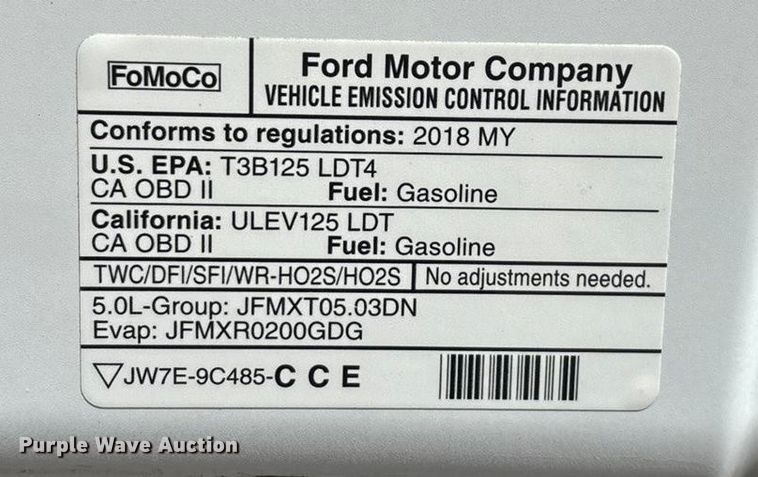 FoMoCo
Ford Motor Company
VEHICLE EMISSION CONTROL INFORMATION
Conforms to regulations: 2018 MY
U.S. EPA: T3B125 LDT4
CA OBD II Fuel: Gasoline
California: ULEV125 LDT
CA OBD II Fuel: Gasoline
TWC/DFI/SFI/WR-HO2S/HO2S No adjustments needed.
5.0L-Group: JFMXT05.03DN
Evap: JFMXR0200GDG
JW7E-9C485-C C E
Purple Wave Auction